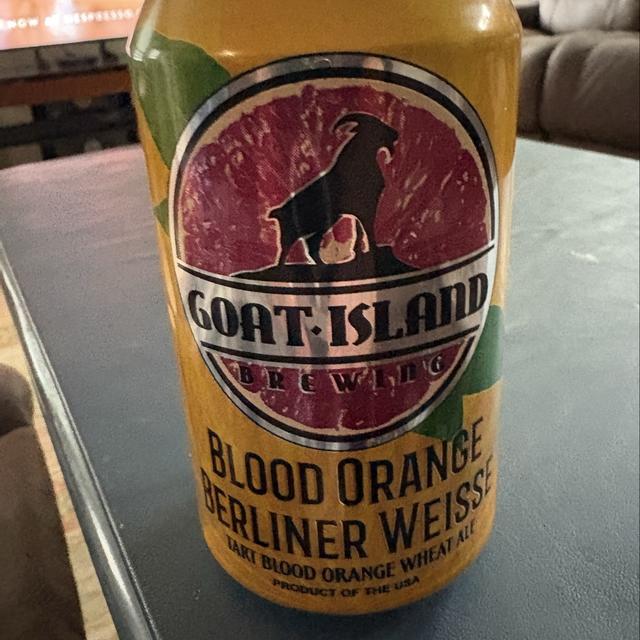 GOAT·ISLAND
BREWING
BLOOD ORANGE
BERLINER WEISSE
TART BLOOD ORANGE WHEAT ALE
PRODUCT OF THE USA